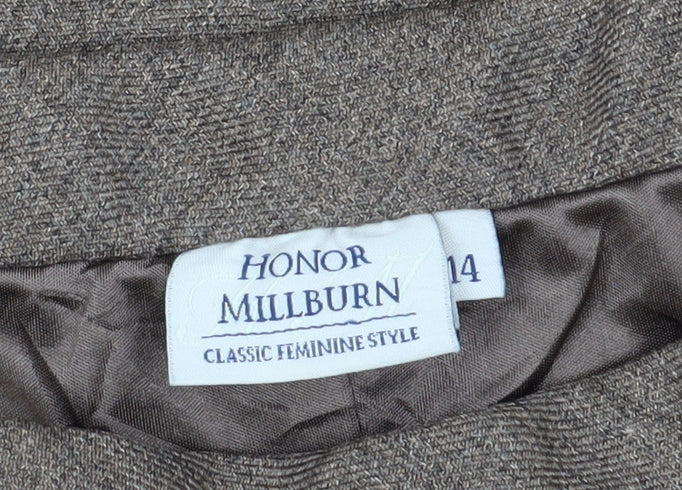 HONOR
MILLBURN
CLASSIC FEMININE STYLE
14